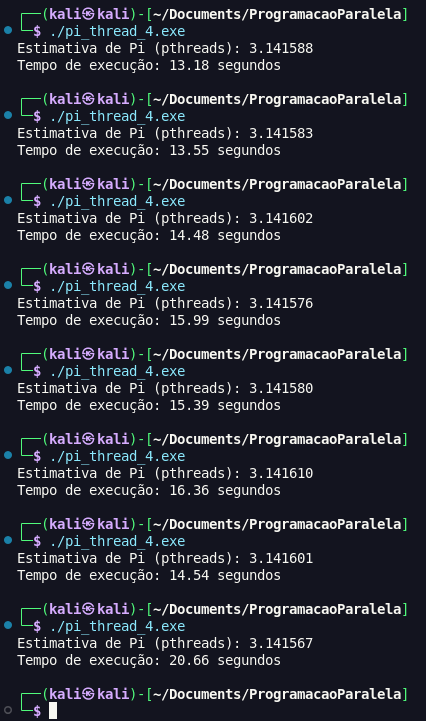 ┌──(kali㉿kali)-[~/Documents/ProgramacaoParalela]
└─$ ./pi_thread_4.exe
Estimativa de Pi (pthreads): 3.141588
Tempo de execução: 13.18 segundos
┌──(kali㉿kali)-[~/Documents/ProgramacaoParalela]
└─$ ./pi_thread_4.exe
Estimativa de Pi (pthreads): 3.141583
Tempo de execução: 13.55 segundos
┌──(kali㉿kali)-[~/Documents/ProgramacaoParalela]
└─$ ./pi_thread_4.exe
Estimativa de Pi (pthreads): 3.141602
Tempo de execução: 14.48 segundos
┌──(kali㉿kali)-[~/Documents/ProgramacaoParalela]
└─$ ./pi_thread_4.exe
Estimativa de Pi (pthreads): 3.141576
Tempo de execução: 15.99 segundos
┌──(kali㉿kali)-[~/Documents/ProgramacaoParalela]
└─$ ./pi_thread_4.exe
Estimativa de Pi (pthreads): 3.141580
Tempo de execução: 15.39 segundos
┌──(kali㉿kali)-[~/Documents/ProgramacaoParalela]
└─$ ./pi_thread_4.exe
Estimativa de Pi (pthreads): 3.141610
Tempo de execução: 16.36 segundos
┌──(kali㉿kali)-[~/Documents/ProgramacaoParalela]
└─$ ./pi_thread_4.exe
Estimativa de Pi (pthreads): 3.141601
Tempo de execução: 14.54 segundos
┌──(kali㉿kali)-[~/Documents/ProgramacaoParalela]
└─$ ./pi_thread_4.exe
Estimativa de Pi (pthreads): 3.141567
Tempo de execução: 20.66 segundos
┌──(kali㉿kali)-[~/Documents/ProgramacaoParalela]
└─$